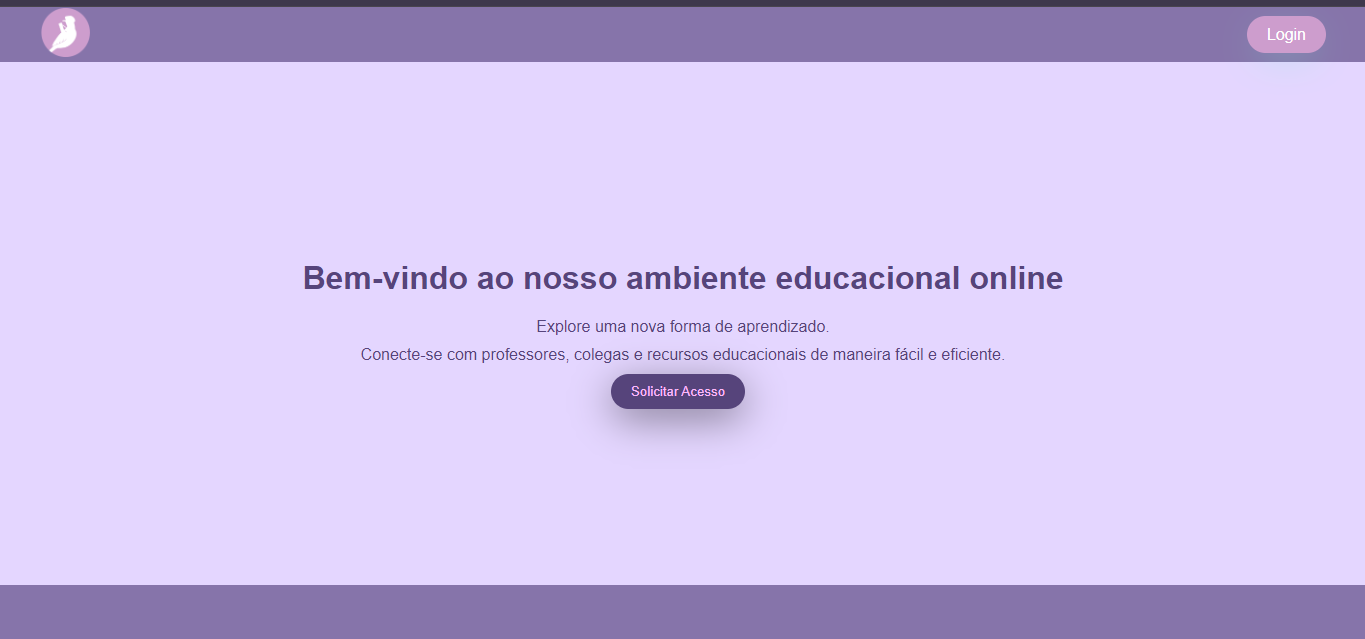 Login
Bem-vindo ao nosso ambiente educacional online
Explore uma nova forma de aprendizado.
Conecte-se com professores, colegas e recursos educacionais de maneira fácil e eficiente.
Solicitar Acesso